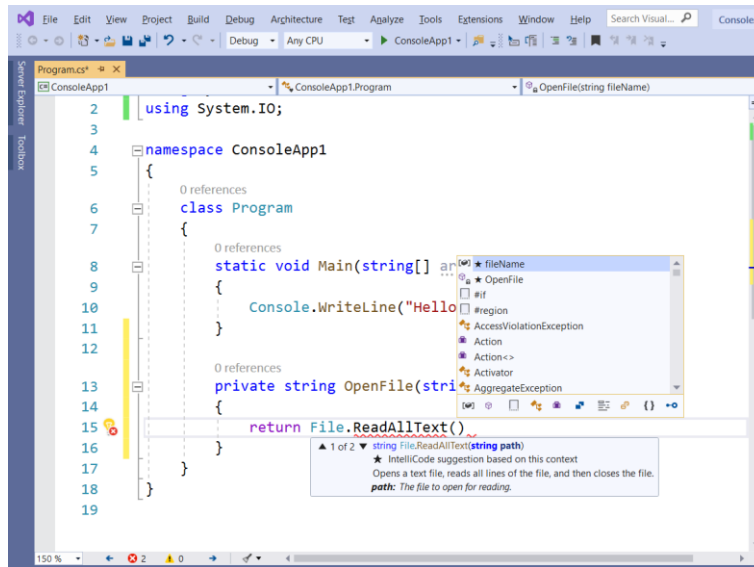 File Edit View Project Build Debug Architecture Test Analyze Tools Extensions Window Help Search Visual... Console
Debug Any CPU ConsoleApp1
Server Explorer
Toolbox
Program.cs*
ConsoleApp1 ConsoleApp1.Program OpenFile(string fileName)
2 using System.IO;
3
4 namespace ConsoleApp1
5 {
0 references
6 class Program
7 {
0 references
8 static void Main(string[] ar
9 {
10 Console.WriteLine("Hello
11 }
12
0 references
13 private string OpenFile(stri
14 {
15 return File.ReadAllText()
16 }
17 }
18 }
19
★ fileName
★ OpenFile
#if
#region
AccessViolationException
Action
Action<>
Activator
AggregateException
▲ 1 of 2 ▼ string File.ReadAllText(string path)
★ IntelliCode suggestion based on this context
Opens a text file, reads all lines of the file, and then closes the file.
path: The file to open for reading.
150 % 2 0